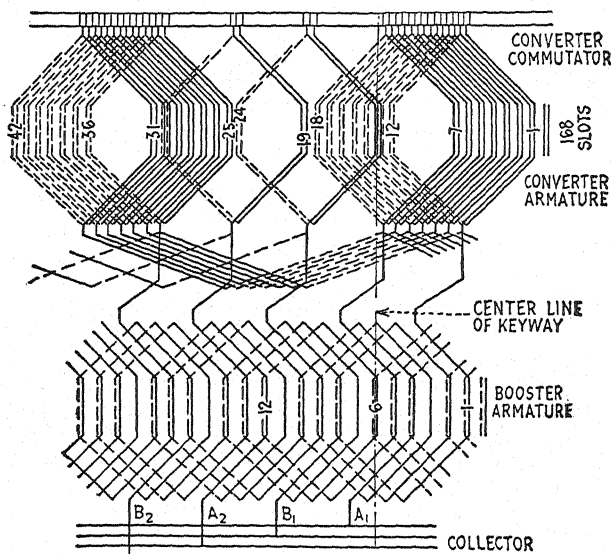 CONVERTER
COMMUTATOR
42
36
31
25
24
19
18
12
7
1
168
SLOTS
CONVERTER
ARMATURE
CENTER LINE
OF KEYWAY
12
6
1
BOOSTER
ARMATURE
B2
A2
B1
A1
COLLECTOR